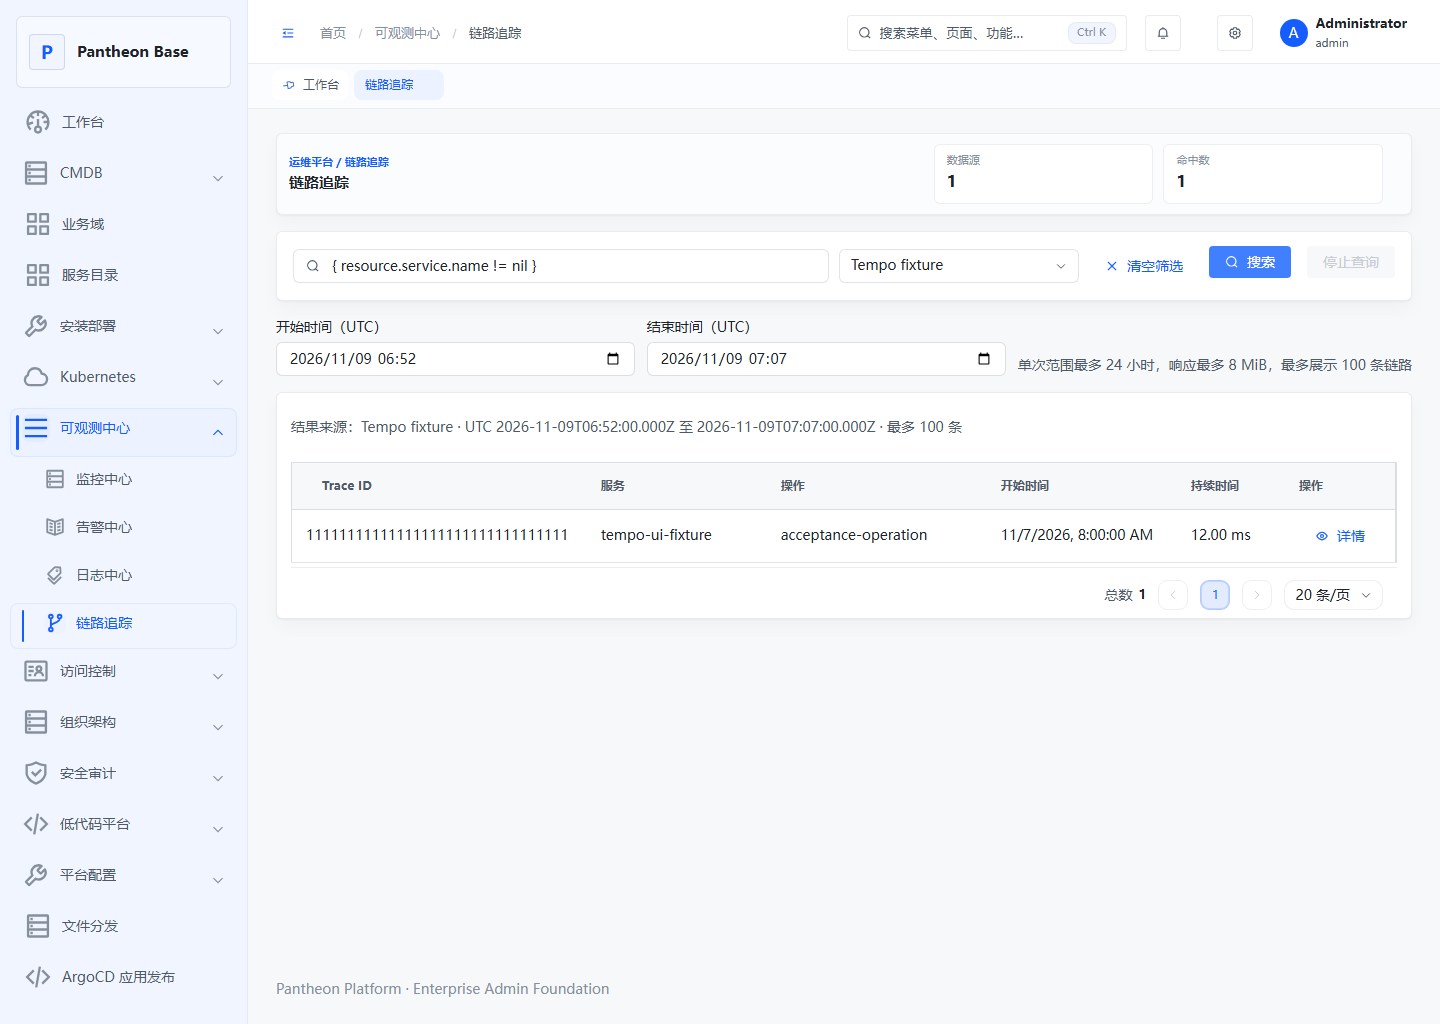 P
Pantheon Base
工作台
CMDB
业务域
服务目录
安装部署
Kubernetes
可观测中心
监控中心
告警中心
日志中心
链路追踪
访问控制
组织架构
安全审计
低代码平台
平台配置
文件分发
ArgoCD 应用发布
首页 / 可观测中心 / 链路追踪
搜索菜单、页面、功能... Ctrl K
A
Administrator
admin
工作台 链路追踪
运维平台 / 链路追踪
链路追踪
数据源
1
命中数
1
{ resource.service.name != nil }
Tempo fixture
清空筛选
搜索
停止查询
开始时间（UTC）
2026/11/09 06:52
结束时间（UTC）
2026/11/09 07:07
单次范围最多 24 小时，响应最多 8 MiB，最多展示 100 条链路
结果来源：Tempo fixture · UTC 2026-11-09T06:52:00.000Z 至 2026-11-09T07:07:00.000Z · 最多 100 条
Trace ID 服务 操作 开始时间 持续时间 操作
11111111111111111111111111111111 tempo-ui-fixture acceptance-operation 11/7/2026, 8:00:00 AM 12.00 ms 详情
总数 1 1 20 条/页
Pantheon Platform · Enterprise Admin Foundation